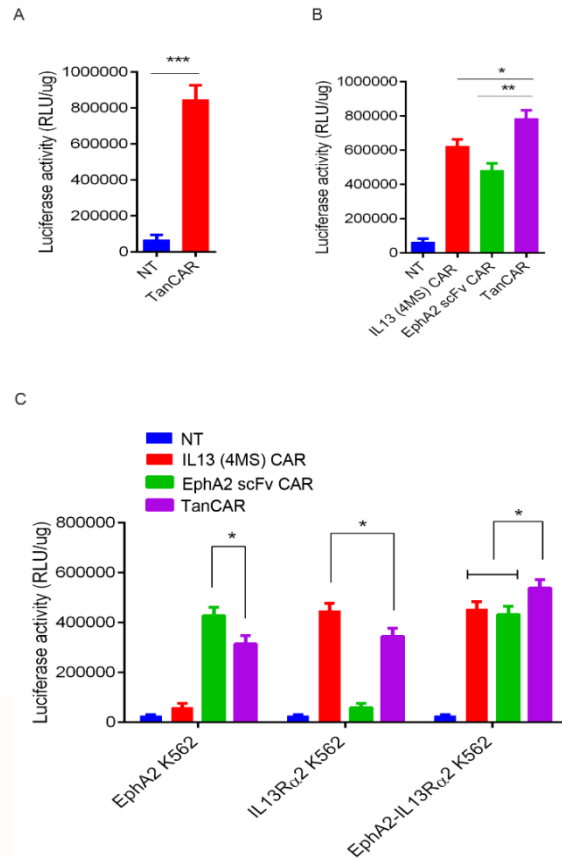 A
Luciferase activity (RLU/ug)
1000000
800000
600000
400000
200000
0
***
NT
TanCAR
B
Luciferase activity (RLU/ug)
1000000
800000
600000
400000
200000
0
*
**
NT
IL13 (4MS) CAR
EphA2 scFv CAR
TanCAR
C
NT
IL13 (4MS) CAR
EphA2 scFv CAR
TanCAR
Luciferase activity (RLU/ug)
800000
600000
400000
200000
0
*
*
*
EphA2 K562
IL13Rα2 K562
EphA2-IL13Rα2 K562